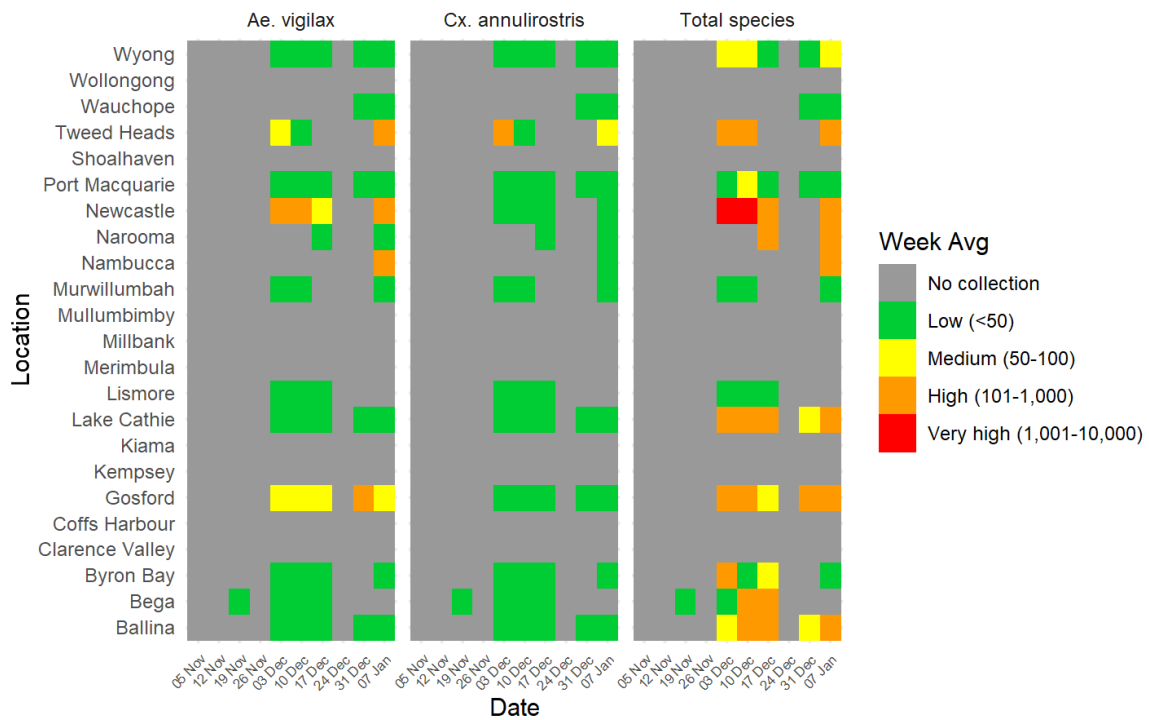 Ae. vigilax
Cx. annulirostris
Total species
Location
Wyong
Wollongong
Wauchope
Tweed Heads
Shoalhaven
Port Macquarie
Newcastle
Narooma
Nambucca
Murwillumbah
Mullumbimby
Millbank
Merimbula
Lismore
Lake Cathie
Kiama
Kempsey
Gosford
Coffs Harbour
Clarence Valley
Byron Bay
Bega
Ballina
05 Nov
12 Nov
19 Nov
26 Nov
03 Dec
10 Dec
17 Dec
24 Dec
31 Dec
07 Jan
05 Nov
12 Nov
19 Nov
26 Nov
03 Dec
10 Dec
17 Dec
24 Dec
31 Dec
07 Jan
05 Nov
12 Nov
19 Nov
26 Nov
03 Dec
10 Dec
17 Dec
24 Dec
31 Dec
07 Jan
Date
Week Avg
No collection
Low (<50)
Medium (50-100)
High (101-1,000)
Very high (1,001-10,000)